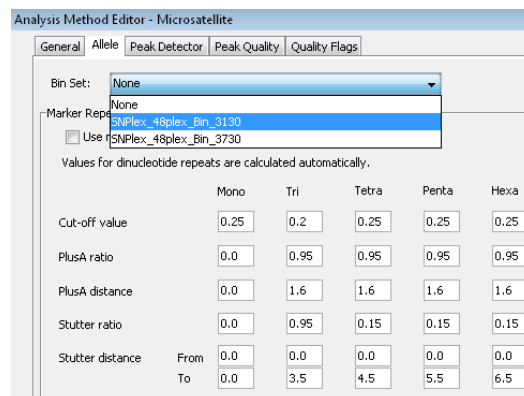 Analysis Method Editor - Microsatellite
General Allele Peak Detector Peak Quality Quality Flags
Bin Set: None
None
Marker Repe
SNPlex_48plex_Bin_3130
Use
SNPlex_48plex_Bin_3730
Values for dinucleotide repeats are calculated automatically.
Mono Tri Tetra Penta Hexa
Cut-off value 0.25 0.2 0.25 0.25 0.25
PlusA ratio 0.0 0.95 0.95 0.95 0.95
PlusA distance 0.0 1.6 1.6 1.6 1.6
Stutter ratio 0.0 0.95 0.15 0.15 0.15
Stutter distance From 0.0 0.0 0.0 0.0 0.0
To 0.0 3.5 4.5 5.5 6.5